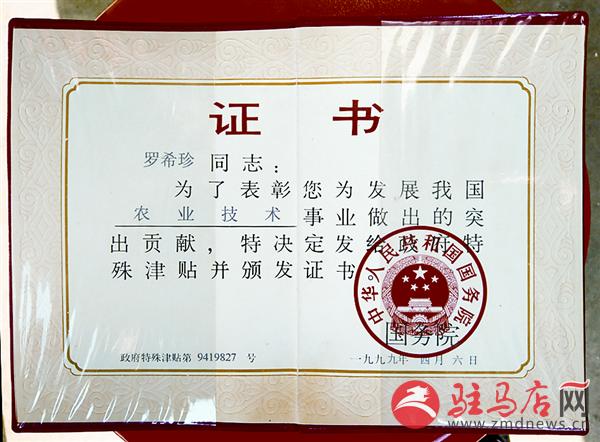 证书
罗希珍 同志：
为了表彰您为发展我国
农业技术事业做出的突
出贡献，特决定发给政府特
殊津贴并颁发证书。
中华人民共和国国务院
国务院
政府特殊津贴第 9419827 号
一九九九年 四月六日
驻马店网
www.zmdnews.cn